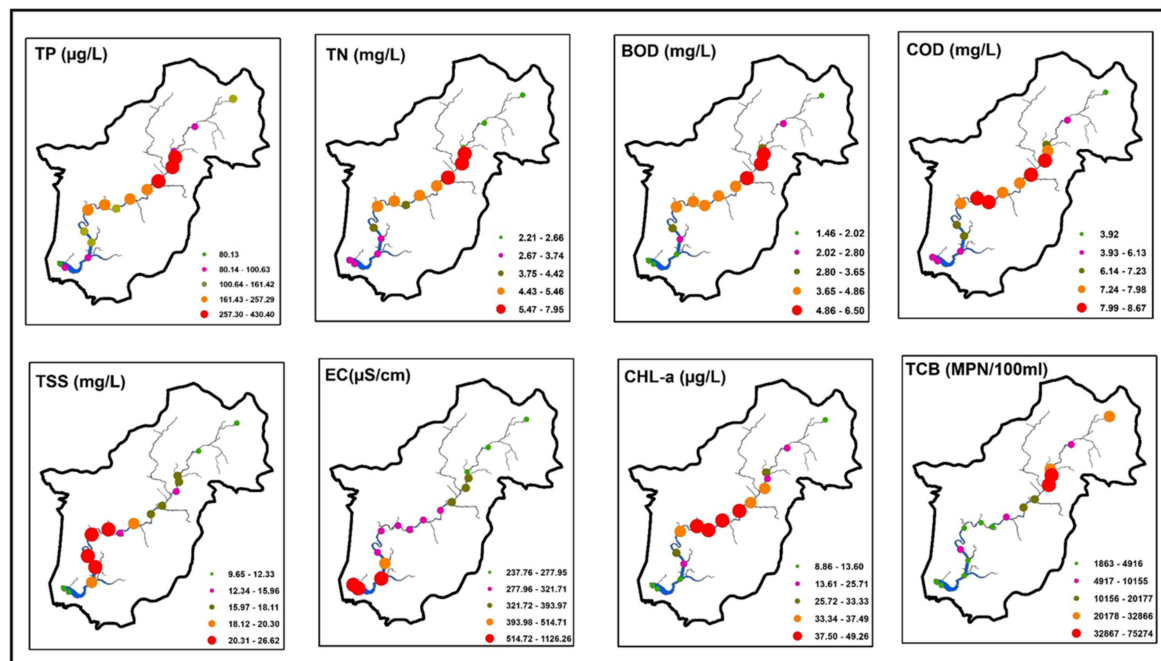 TP (µg/L)
80.13
80.14 - 100.63
100.64 - 161.42
161.43 - 257.29
257.30 - 430.40
TN (mg/L)
2.21 - 2.66
2.67 - 3.74
3.75 - 4.42
4.43 - 5.46
5.47 - 7.95
BOD (mg/L)
1.46 - 2.02
2.02 - 2.80
2.80 - 3.65
3.65 - 4.86
4.86 - 6.50
COD (mg/L)
3.92
3.93 - 6.13
6.14 - 7.23
7.24 - 7.98
7.99 - 8.67
TSS (mg/L)
9.65 - 12.33
12.34 - 15.96
15.97 - 18.11
18.12 - 20.30
20.31 - 26.62
EC(µS/cm)
237.76 - 277.95
277.96 - 321.71
321.72 - 393.97
393.98 - 514.71
514.72 - 1126.26
CHL-a (µg/L)
8.86 - 13.60
13.61 - 25.71
25.72 - 33.33
33.34 - 37.49
37.50 - 49.26
TCB (MPN/100ml)
1863 - 4916
4917 - 10155
10156 - 20177
20178 - 32866
32867 - 75274